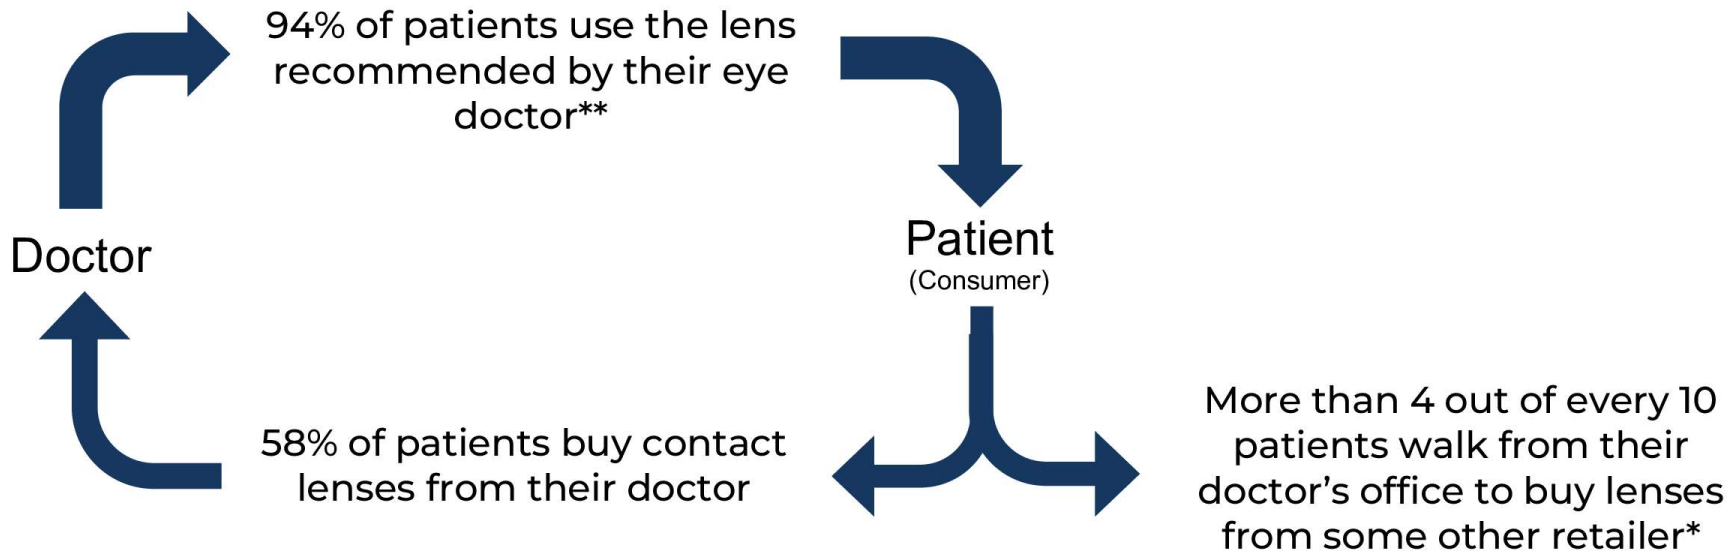 94% of patients use the lens
recommended by their eye
doctor**
Doctor
Patient
(Consumer)
58% of patients buy contact
lenses from their doctor
More than 4 out of every 10
patients walk from their
doctor’s office to buy lenses
from some other retailer*